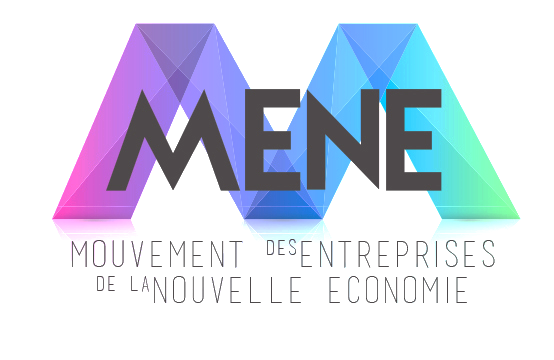 MENE
MOUVEMENT DES ENTREPRISES
DE LA NOUVELLE ECONOMIE